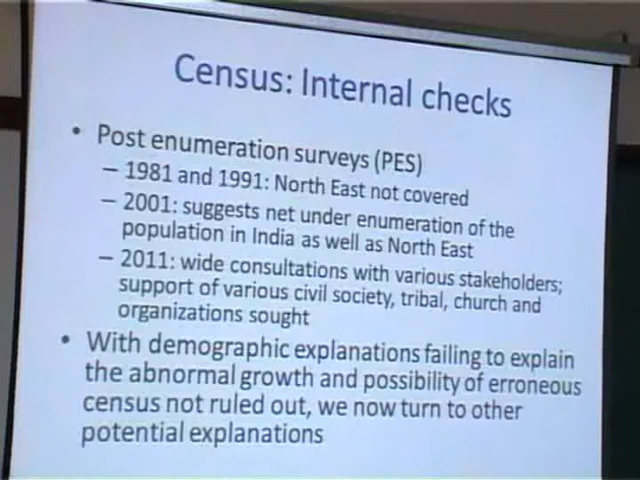 Census: Internal checks
• Post enumeration surveys (PES)
– 1981 and 1991: North East not covered
– 2001: suggests net under enumeration of the
population in India as well as North East
– 2011: wide consultations with various stakeholders;
support of various civil society, tribal, church and
organizations sought
• With demographic explanations failing to explain
the abnormal growth and possibility of erroneous
census not ruled out, we now turn to other
potential explanations